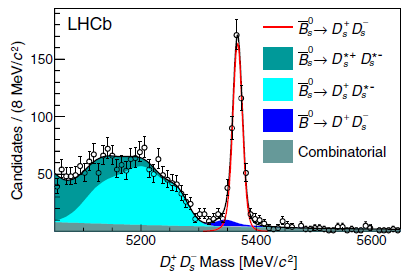 LHCb
B̅⁰ₛ → D⁺ₛ D⁻ₛ
B̅⁰ₛ → D*⁺ₛ D*⁻ₛ
B̅⁰ₛ → D⁺ₛ D*⁻ₛ
B̅⁰ → D⁺ D⁻ₛ
Combinatorial
Candidates / (8 MeV/c²)
150
100
50
5200
5400
5600
D⁺ₛ D⁻ₛ Mass [MeV/c²]